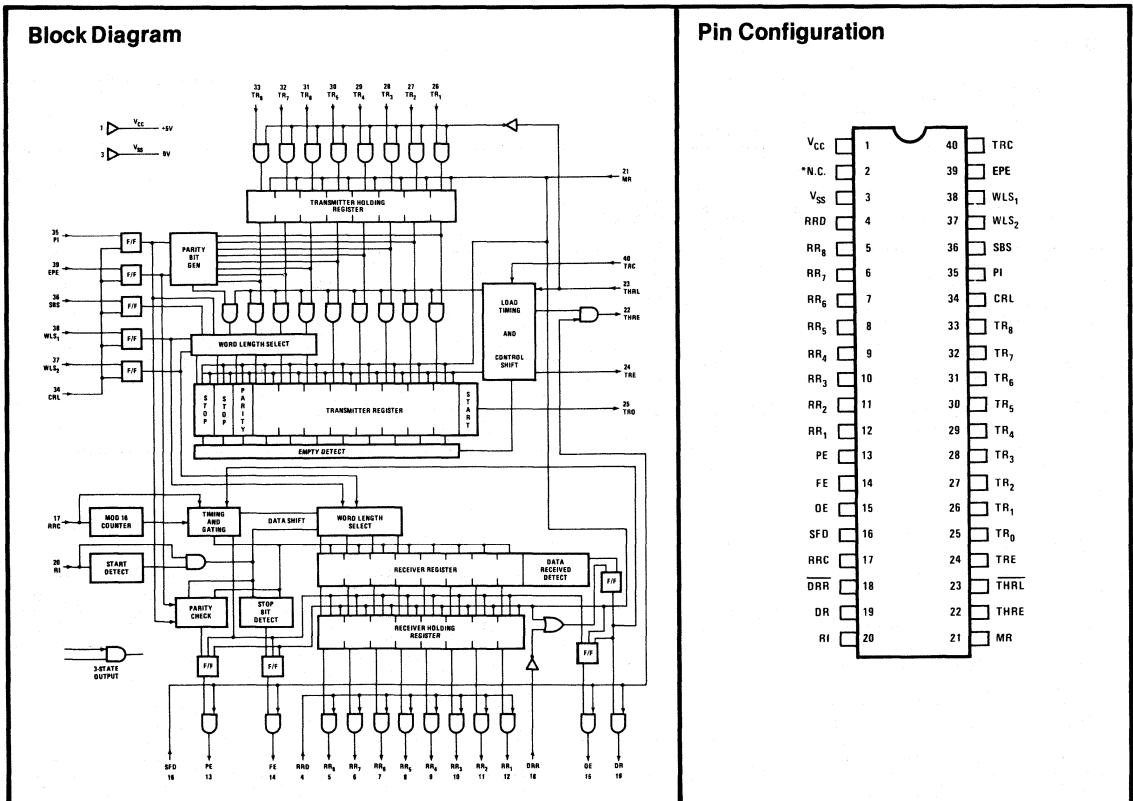 Block Diagram
33 32 31 30 29 28 27 26
TR8 TR7 TR6 TR5 TR4 TR3 TR2 TR1
1 VCC +5V
3 VSS 0V
21
MR
TRANSMITTER HOLDING
REGISTER
35
PI
F/F
PARITY
BIT
GEN
39
EPE
F/F
40
TRC
36
SBS
F/F
23
THRL
LOAD
TIMING
AND
CONTROL
SHIFT
22
THRE
38
WLS1
F/F
WORD LENGTH SELECT
37
WLS2
F/F
24
TRE
34
CRL
STOP
STOP
PARITY
TRANSMITTER REGISTER
START
25
TRO
EMPTY DETECT
17
RRC
MOD 16
COUNTER
TIMING
AND
GATING
DATA SHIFT
WORD LENGTH
SELECT
20
RI
START
DETECT
RECEIVER REGISTER
DATA
RECEIVED
DETECT
F/F
PARITY
CHECK
STOP
BIT
DETECT
RECEIVER HOLDING
REGISTER
3-STATE
OUTPUT
F/F
F/F
F/F
SFD PE FE RRD RR8 RR7 RR6 RR5 RR4 RR3 RR2 RR1 DRR OE DR
16 13 14 4 5 6 7 8 9 10 11 12 18 15 19
Pin Configuration
VCC 1 40 TRC
*N.C. 2 39 EPE
VSS 3 38 WLS1
RRD 4 37 WLS2
RR8 5 36 SBS
RR7 6 35 PI
RR6 7 34 CRL
RR5 8 33 TR8
RR4 9 32 TR7
RR3 10 31 TR6
RR2 11 30 TR5
RR1 12 29 TR4
PE 13 28 TR3
FE 14 27 TR2
OE 15 26 TR1
SFD 16 25 TR0
RRC 17 24 TRE
D̅R̅R̅ 18 23 T̅H̅R̅L̅
DR 19 22 THRE
RI 20 21 MR